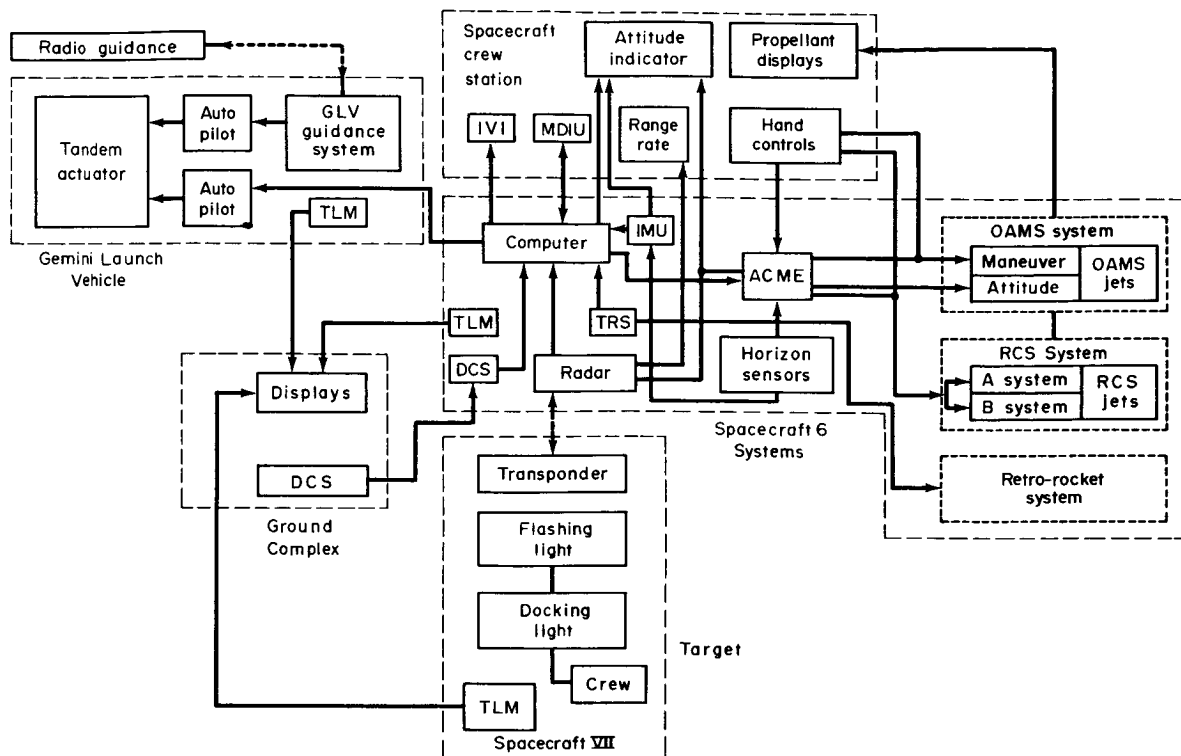 Radio guidance
Tandem
actuator
Auto
pilot
GLV
guidance
system
Auto
pilot
TLM
Gemini Launch
Vehicle
Spacecraft
crew
station
Attitude
indicator
Propellant
displays
IVI
MDIU
Range
rate
Hand
controls
Computer
IMU
ACME
TLM
TRS
DCS
Radar
Horizon
sensors
Spacecraft 6
Systems
OAMS system
Maneuver
Attitude
OAMS
jets
RCS System
A system
B system
RCS
jets
Retro-rocket
system
Displays
DCS
Ground
Complex
Transponder
Flashing
light
Docking
light
Crew
TLM
Spacecraft VII
Target